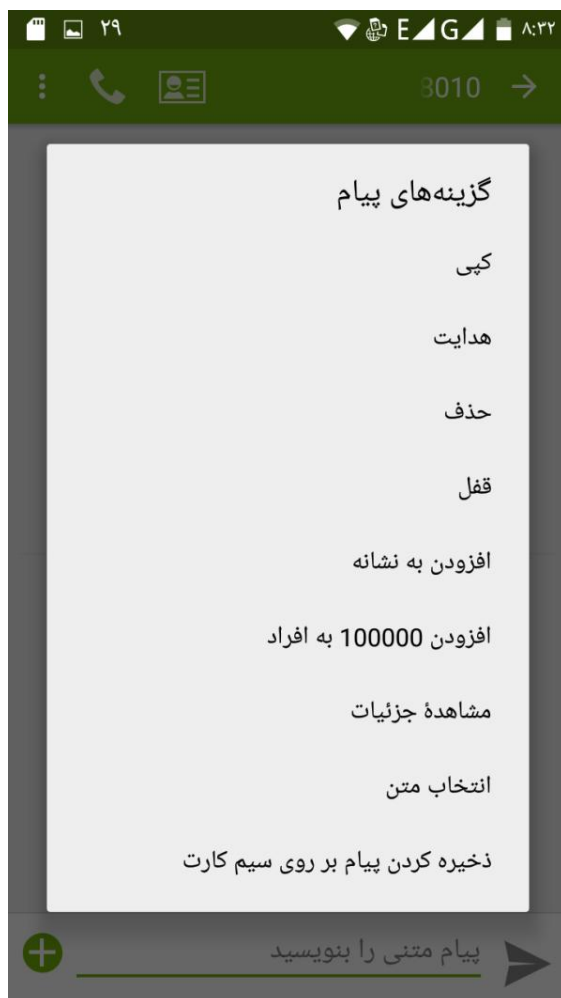 ۲۹ E G ۸:۳۲
8010
گزینه‌های پیام
کپی
هدایت
حذف
قفل
افزودن به نشانه
افزودن 100000 به افراد
مشاهدهٔ جزئیات
انتخاب متن
ذخیره کردن پیام بر روی سیم کارت
پیام متنی را بنویسید